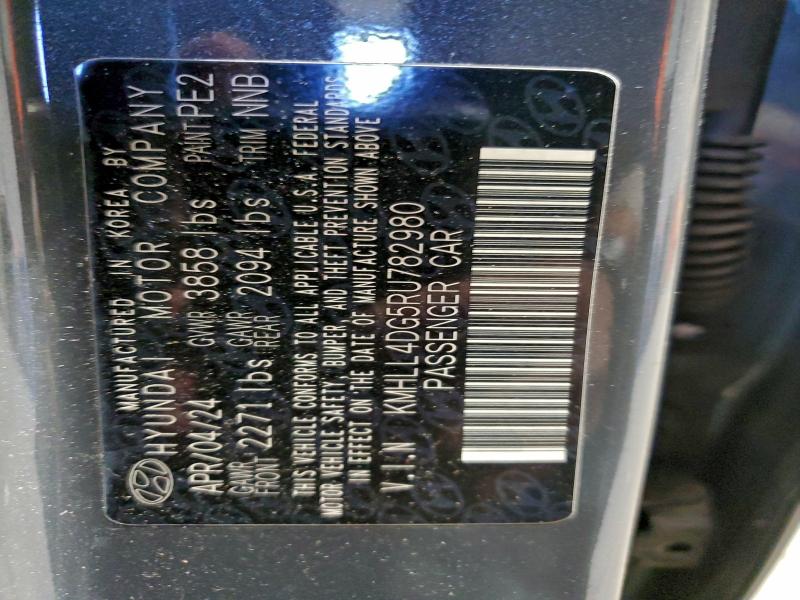 MANUFACTURED IN KOREA BY
HYUNDAI MOTOR COMPANY
APR/04/24 GVWR 3858 lbs PAINT PE2
GAWR FRONT 2271 lbs GAWR REAR 2094 lbs TRIM NNB
THIS VEHICLE CONFORMS TO ALL APPLICABLE U.S.A. FEDERAL
MOTOR VEHICLE SAFETY, BUMPER AND THEFT PREVENTION STANDARDS
IN EFFECT ON THE DATE OF MANUFACTURE SHOWN ABOVE
V.I.N KMHLL4DG5RU782980
PASSENGER CAR